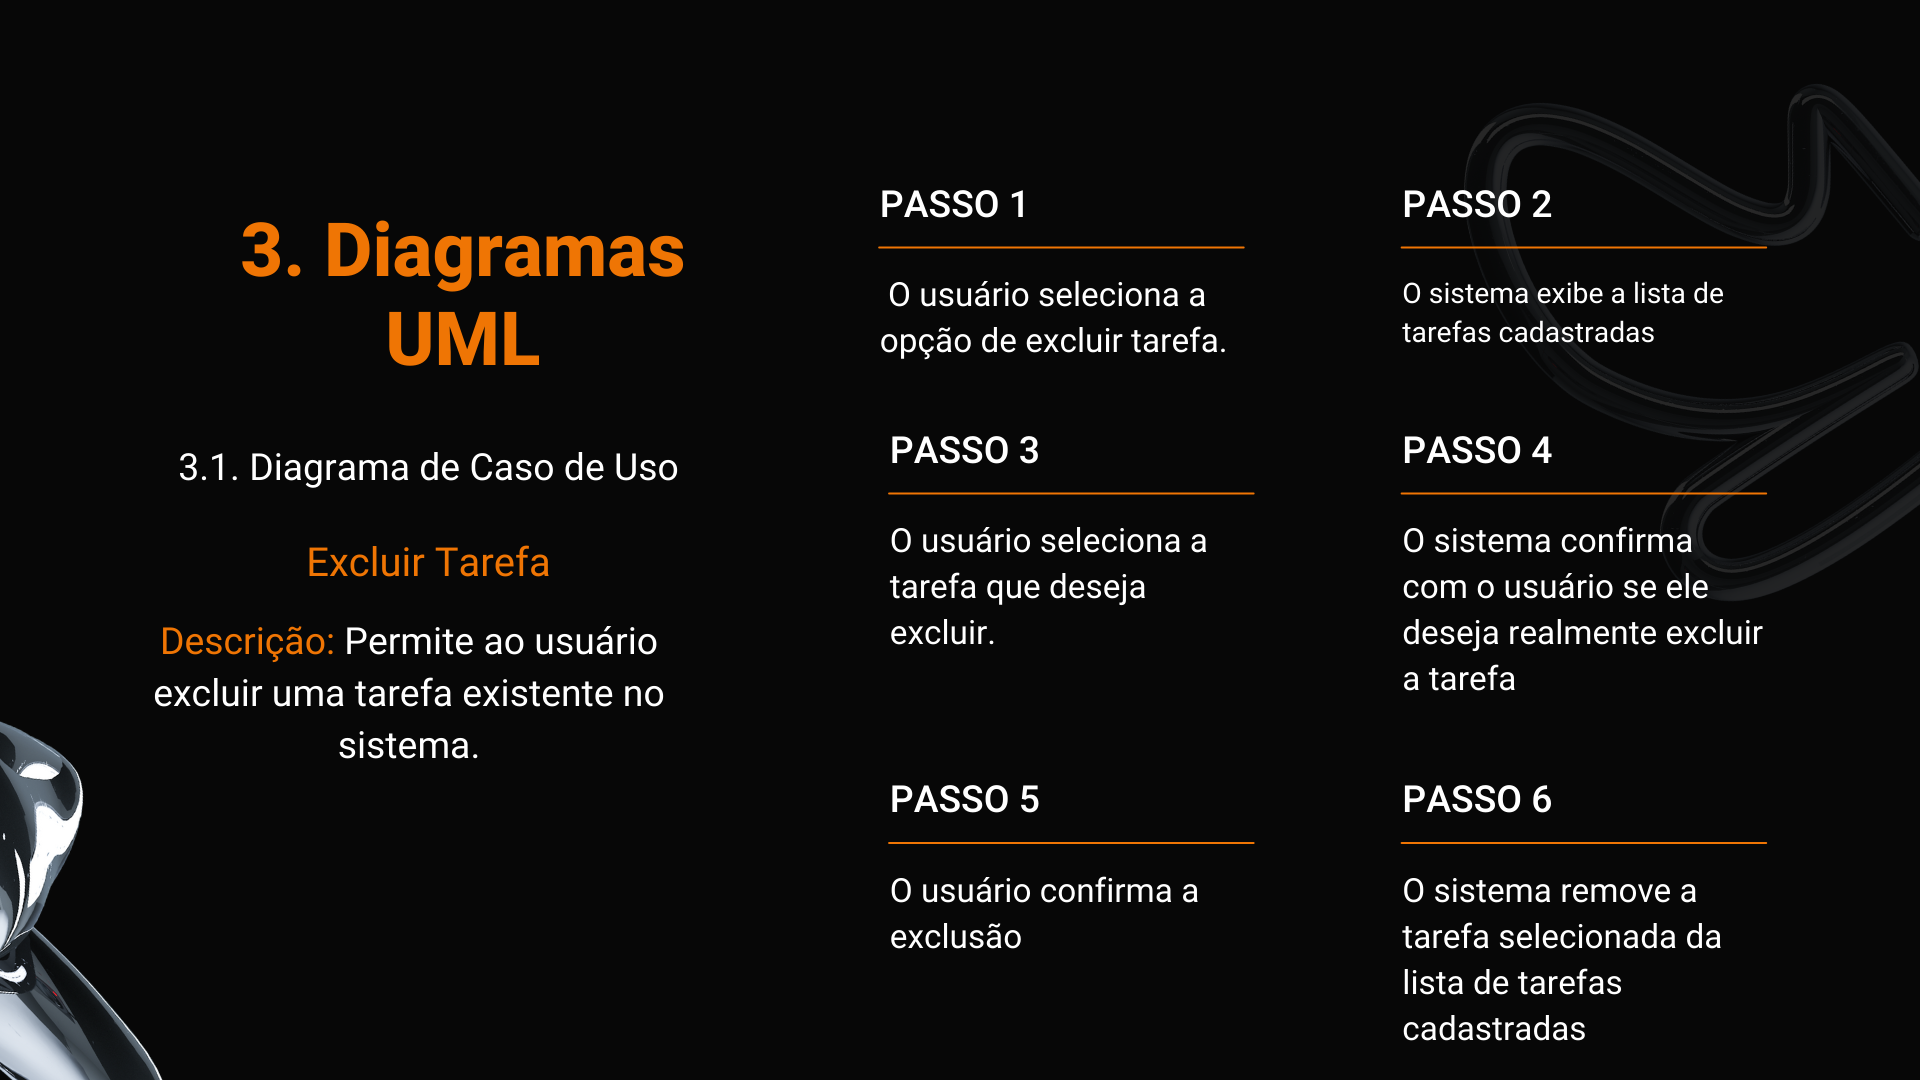 3. Diagramas
UML
3.1. Diagrama de Caso de Uso
Excluir Tarefa
Descrição: Permite ao usuário
excluir uma tarefa existente no
sistema.
PASSO 1
O usuário seleciona a
opção de excluir tarefa.
PASSO 2
O sistema exibe a lista de
tarefas cadastradas
PASSO 3
O usuário seleciona a
tarefa que deseja
excluir.
PASSO 4
O sistema confirma
com o usuário se ele
deseja realmente excluir
a tarefa
PASSO 5
O usuário confirma a
exclusão
PASSO 6
O sistema remove a
tarefa selecionada da
lista de tarefas
cadastradas